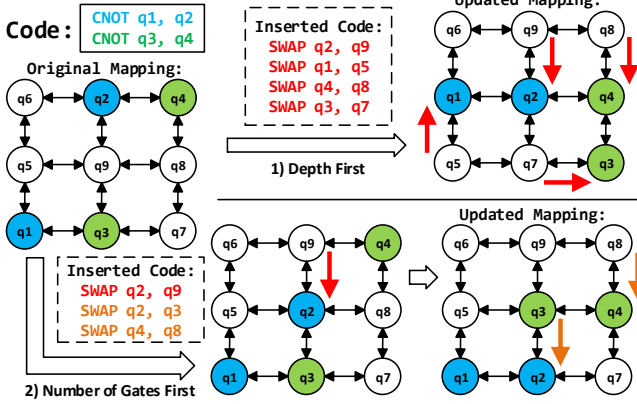 Updated Mapping:
Code:
CNOT q1, q2
CNOT q3, q4
Inserted Code:
SWAP q2, q9
SWAP q1, q5
SWAP q4, q8
SWAP q3, q7
q6 q9 q8
q1 q2 q4
q5 q7 q3
Original Mapping:
q6 q2 q4
q5 q9 q8
q1 q3 q7
1) Depth First
Inserted Code:
SWAP q2, q9
SWAP q2, q3
SWAP q4, q8
2) Number of Gates First
q6 q9 q4
q5 q2 q8
q1 q3 q7
Updated Mapping:
q6 q9 q8
q5 q3 q4
q1 q2 q7